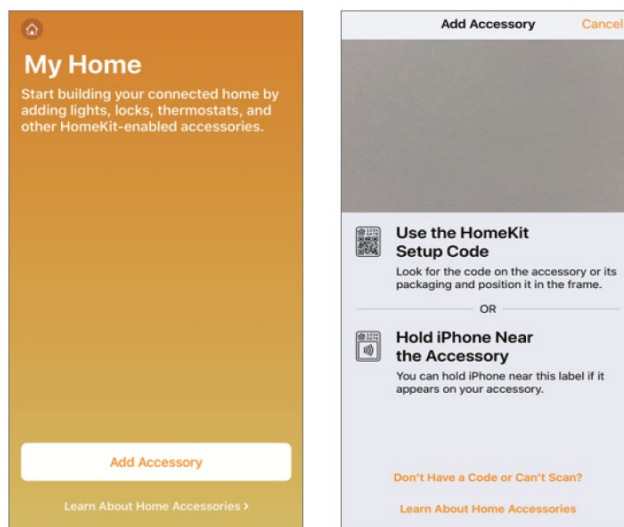 My Home
Start building your connected home by
adding lights, locks, thermostats, and
other HomeKit-enabled accessories.
Add Accessory
Learn About Home Accessories >
Add Accessory
Cancel
Use the HomeKit
Setup Code
Look for the code on the accessory or its
packaging and position it in the frame.
OR
Hold iPhone Near
the Accessory
You can hold iPhone near this label if it
appears on your accessory.
Don't Have a Code or Can't Scan?
Learn About Home Accessories